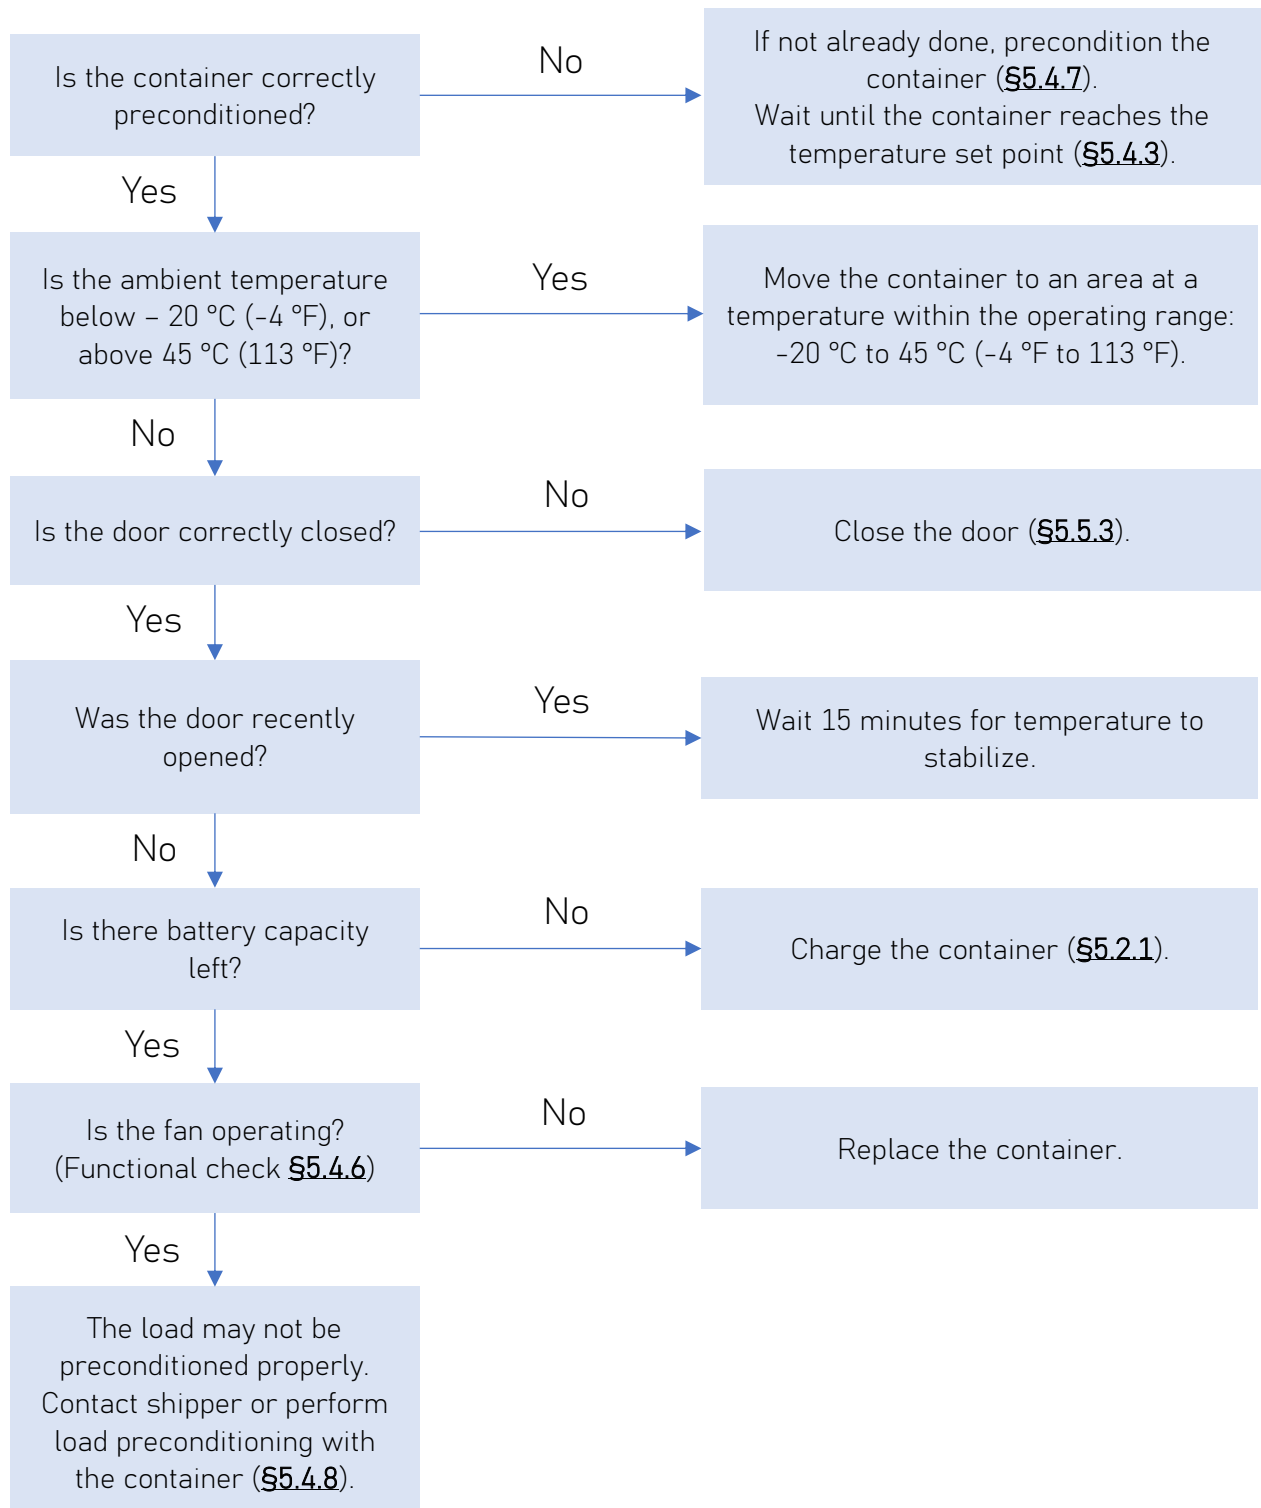 Is the container correctly
preconditioned?
No
If not already done, precondition the
container (§5.4.7).
Wait until the container reaches the
temperature set point (§5.4.3).
Yes
Is the ambient temperature
below – 20 °C (-4 °F), or
above 45 °C (113 °F)?
Yes
Move the container to an area at a
temperature within the operating range:
-20 °C to 45 °C (-4 °F to 113 °F).
No
Is the door correctly closed?
No
Close the door (§5.5.3).
Yes
Was the door recently
opened?
Yes
Wait 15 minutes for temperature to
stabilize.
No
Is there battery capacity
left?
No
Charge the container (§5.2.1).
Yes
Is the fan operating?
(Functional check §5.4.6)
No
Replace the container.
Yes
The load may not be
preconditioned properly.
Contact shipper or perform
load preconditioning with
the container (§5.4.8).